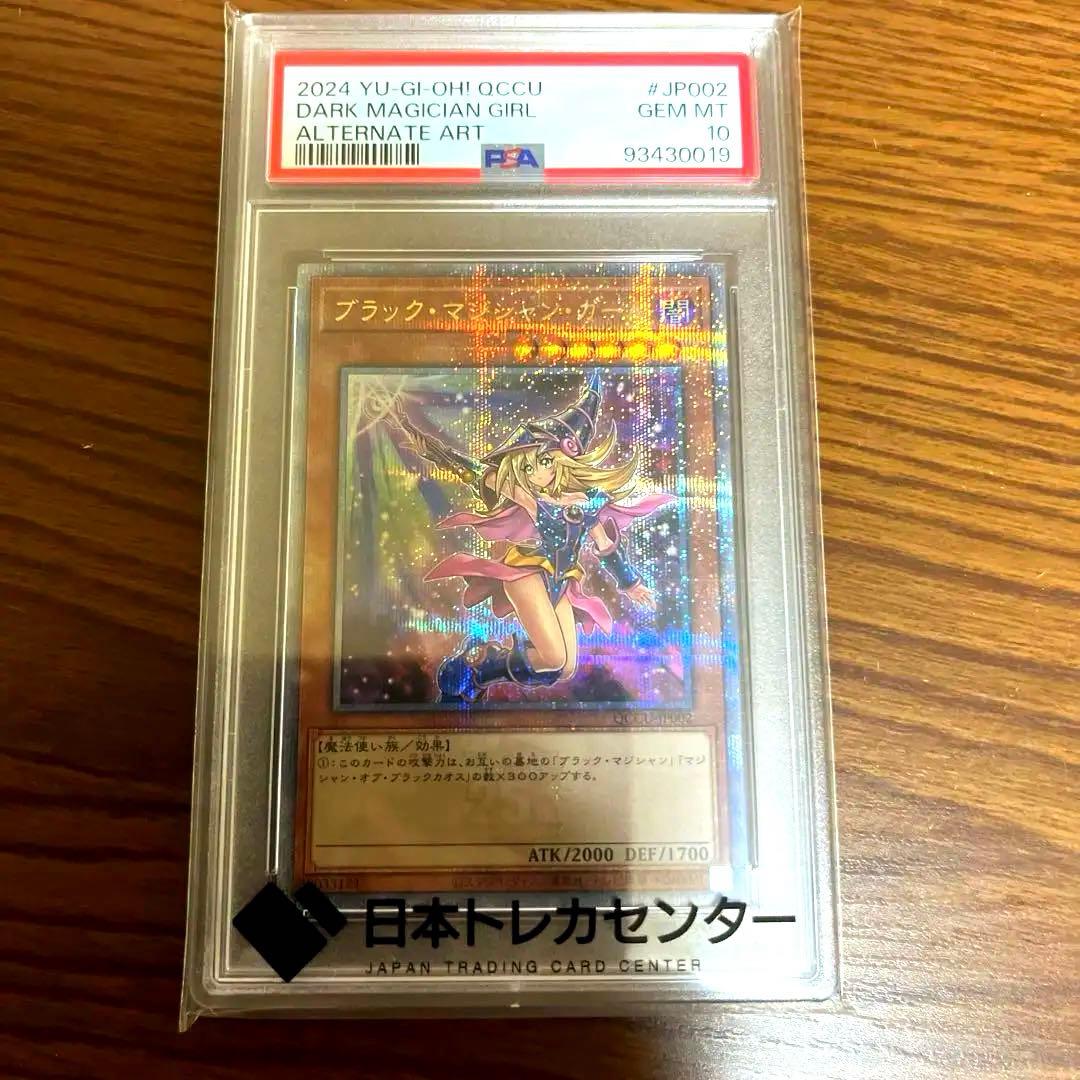 2024 YU-GI-OH! QCCU #JP002
DARK MAGICIAN GIRL GEM MT
ALTERNATE ART 10
PSA 93430019
ブラック・マジシャン・ガール 闇
QCCU-JP002
【魔法使い族／効果】
①：このカードの攻撃力は、お互いの墓地の「ブラック・マジシャン」「マジ
シャン・オブ・ブラックカオス」の数×300アップする。
ATK/2000 DEF/1700
日本トレカセンター
JAPAN TRADING CARD CENTER